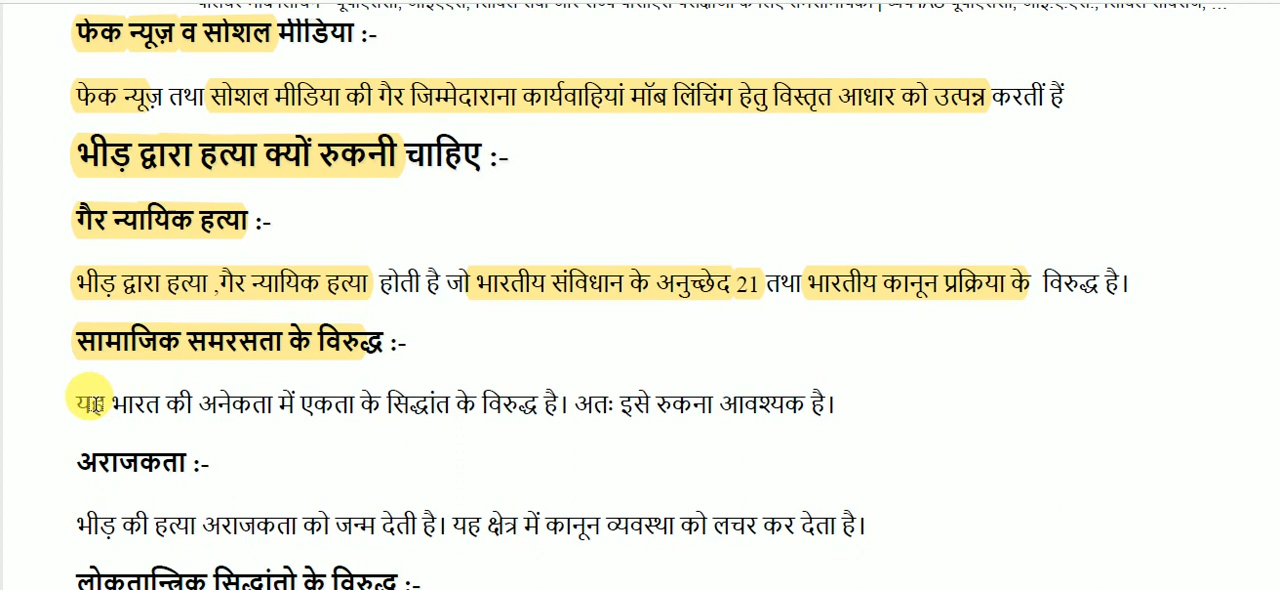 फेक न्यूज़ व सोशल मीडिया :-
फेक न्यूज़ तथा सोशल मीडिया की गैर जिम्मेदाराना कार्यवाहियां मॉब लिंचिंग हेतु विस्तृत आधार को उत्पन्न करतीं हैं
भीड़ द्वारा हत्या क्यों रुकनी चाहिए :-
गैर न्यायिक हत्या :-
भीड़ द्वारा हत्या ,गैर न्यायिक हत्या होती है जो भारतीय संविधान के अनुच्छेद 21 तथा भारतीय कानून प्रक्रिया के विरुद्ध है।
सामाजिक समरसता के विरुद्ध :-
यह भारत की अनेकता में एकता के सिद्धांत के विरुद्ध है। अतः इसे रुकना आवश्यक है।
अराजकता :-
भीड़ की हत्या अराजकता को जन्म देती है। यह क्षेत्र में कानून व्यवस्था को लचर कर देता है।
लोकतान्त्रिक सिद्धांतो के विरुद्ध :-